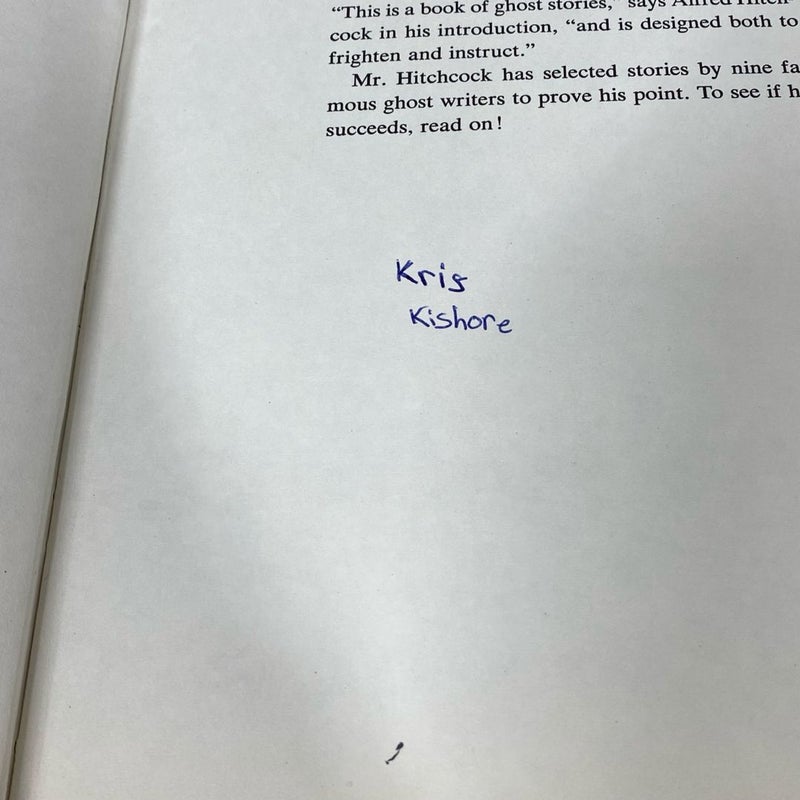 “This is a book of ghost stories,” says Alfred Hitch-
cock in his introduction, “and is designed both to
frighten and instruct.”
Mr. Hitchcock has selected stories by nine fa
mous ghost writers to prove his point. To see if h
succeeds, read on!
Kris
Kishore